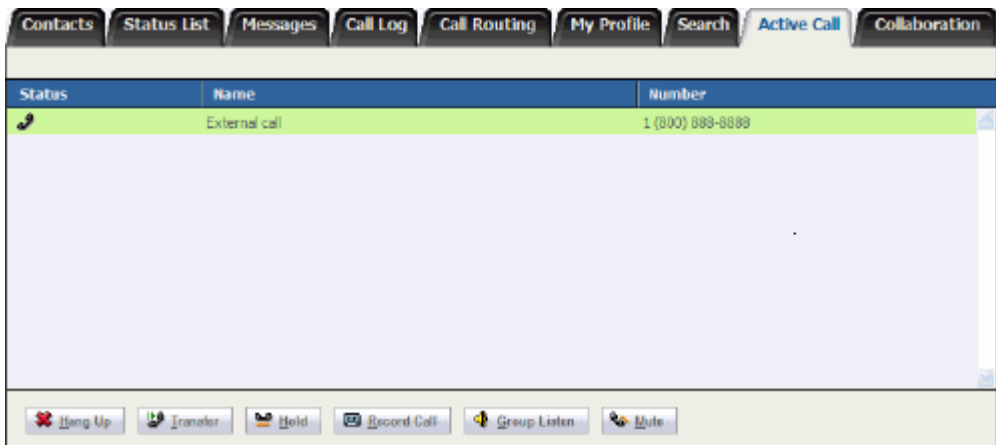 Contacts Status List Messages Call Log Call Routing My Profile Search Active Call Collaboration
Status Name Number
External call 1 (800) 888-8888
Hang Up Transfer Hold Record Call Group Listen Mute